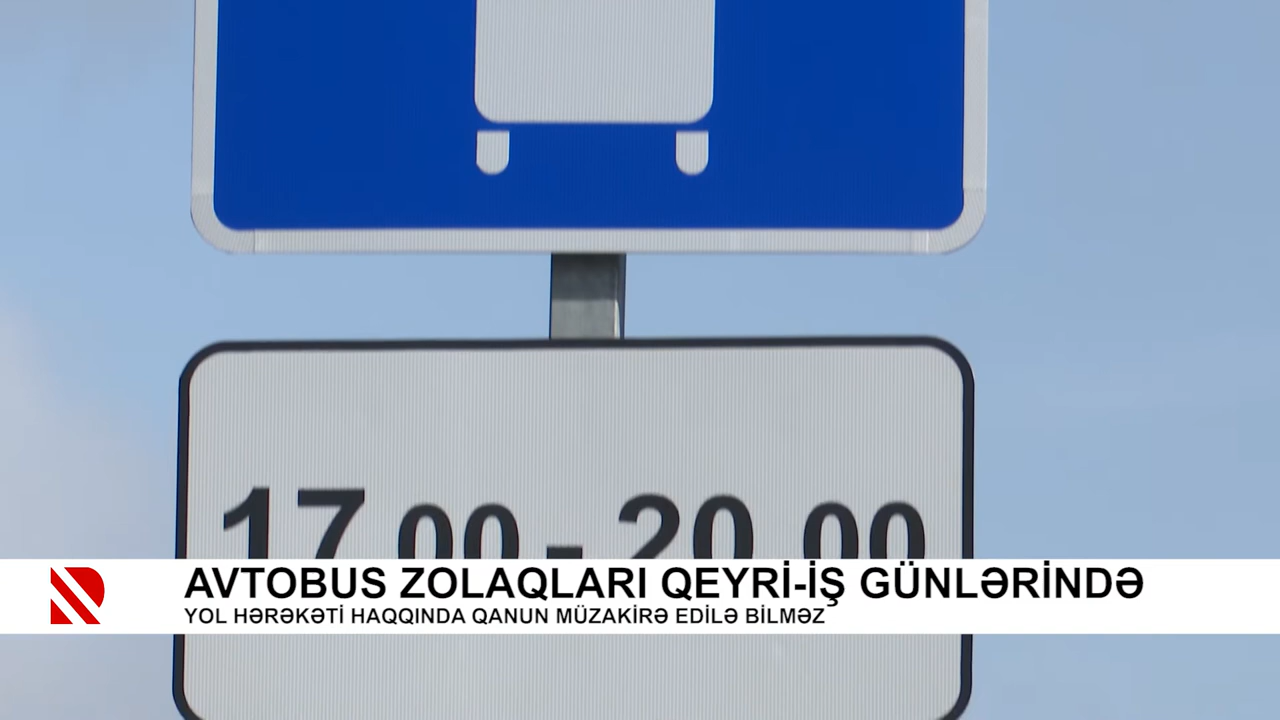 17 00 - 20 00
AVTOBUS ZOLAQLARI QEYRİ-İŞ GÜNLƏRİNDƏ
YOL HƏRƏKƏTİ HAQQINDA QANUN MÜZAKİRƏ EDİLƏ BİLMƏZ